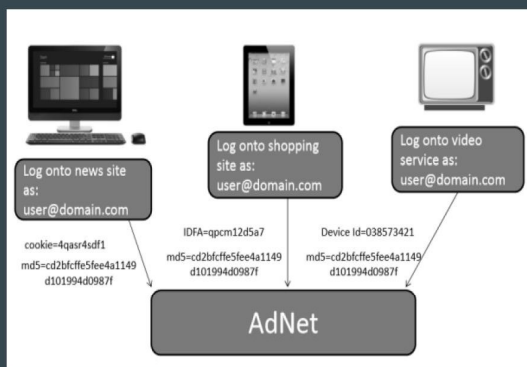 Log onto news site
as:
user@domain.com
Log onto shopping
site as:
user@domain.com
Log onto video
service as:
user@domain.com
cookie=4qasr4sdf1
md5=cd2bfcffe5fee4a1149
d101994d0987f
IDFA=qpcm12d5a7
md5=cd2bfcffe5fee4a1149
d101994d0987f
Device Id=038573421
md5=cd2bfcffe5fee4a1149
d101994d0987f
AdNet